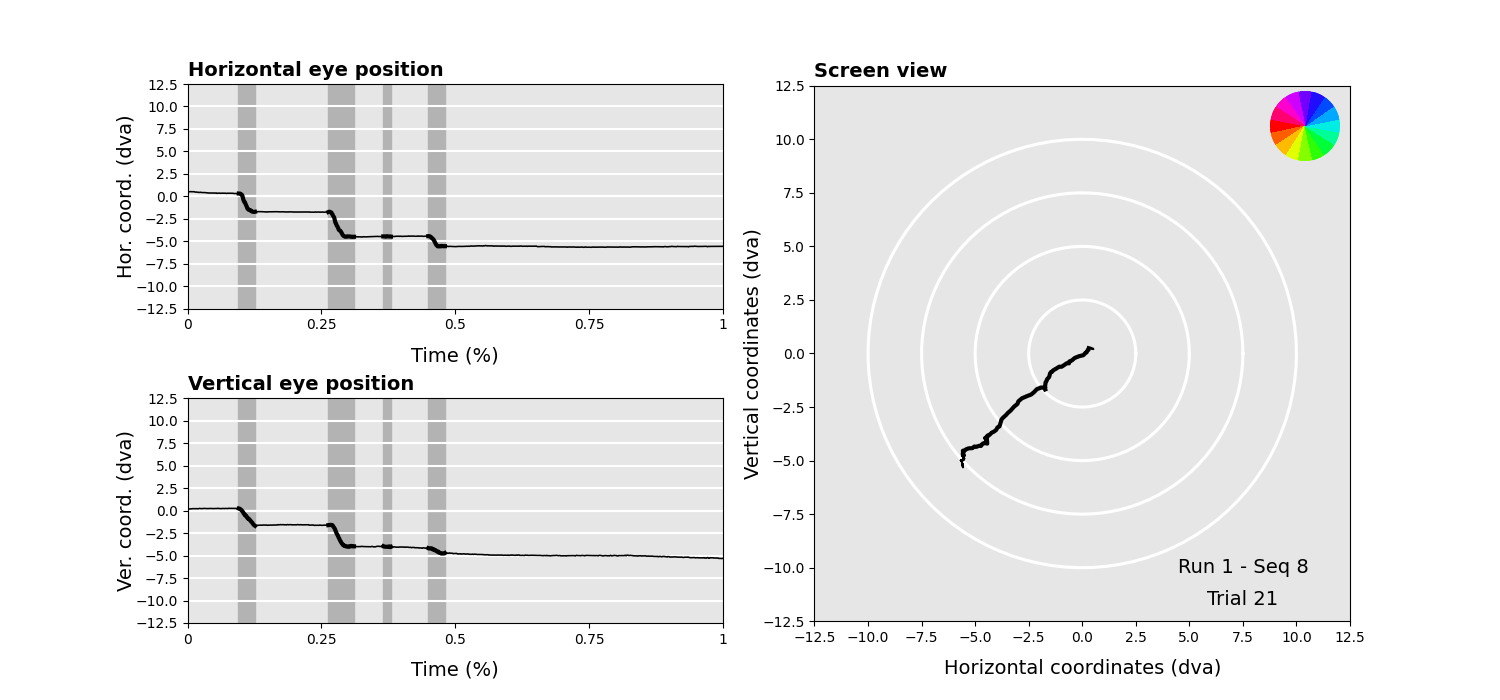 Horizontal eye position
Hor. coord. (dva)
12.5
10.0
7.5
5.0
2.5
0.0
−2.5
−5.0
−7.5
−10.0
−12.5
0 0.25 0.5 0.75 1
Time (%)
Vertical eye position
Ver. coord. (dva)
12.5
10.0
7.5
5.0
2.5
0.0
−2.5
−5.0
−7.5
−10.0
−12.5
0 0.25 0.5 0.75 1
Time (%)
Screen view
Vertical coordinates (dva)
12.5
10.0
7.5
5.0
2.5
0.0
−2.5
−5.0
−7.5
−10.0
−12.5
Run 1 - Seq 8
Trial 21
−12.5 −10.0 −7.5 −5.0 −2.5 0.0 2.5 5.0 7.5 10.0 12.5
Horizontal coordinates (dva)